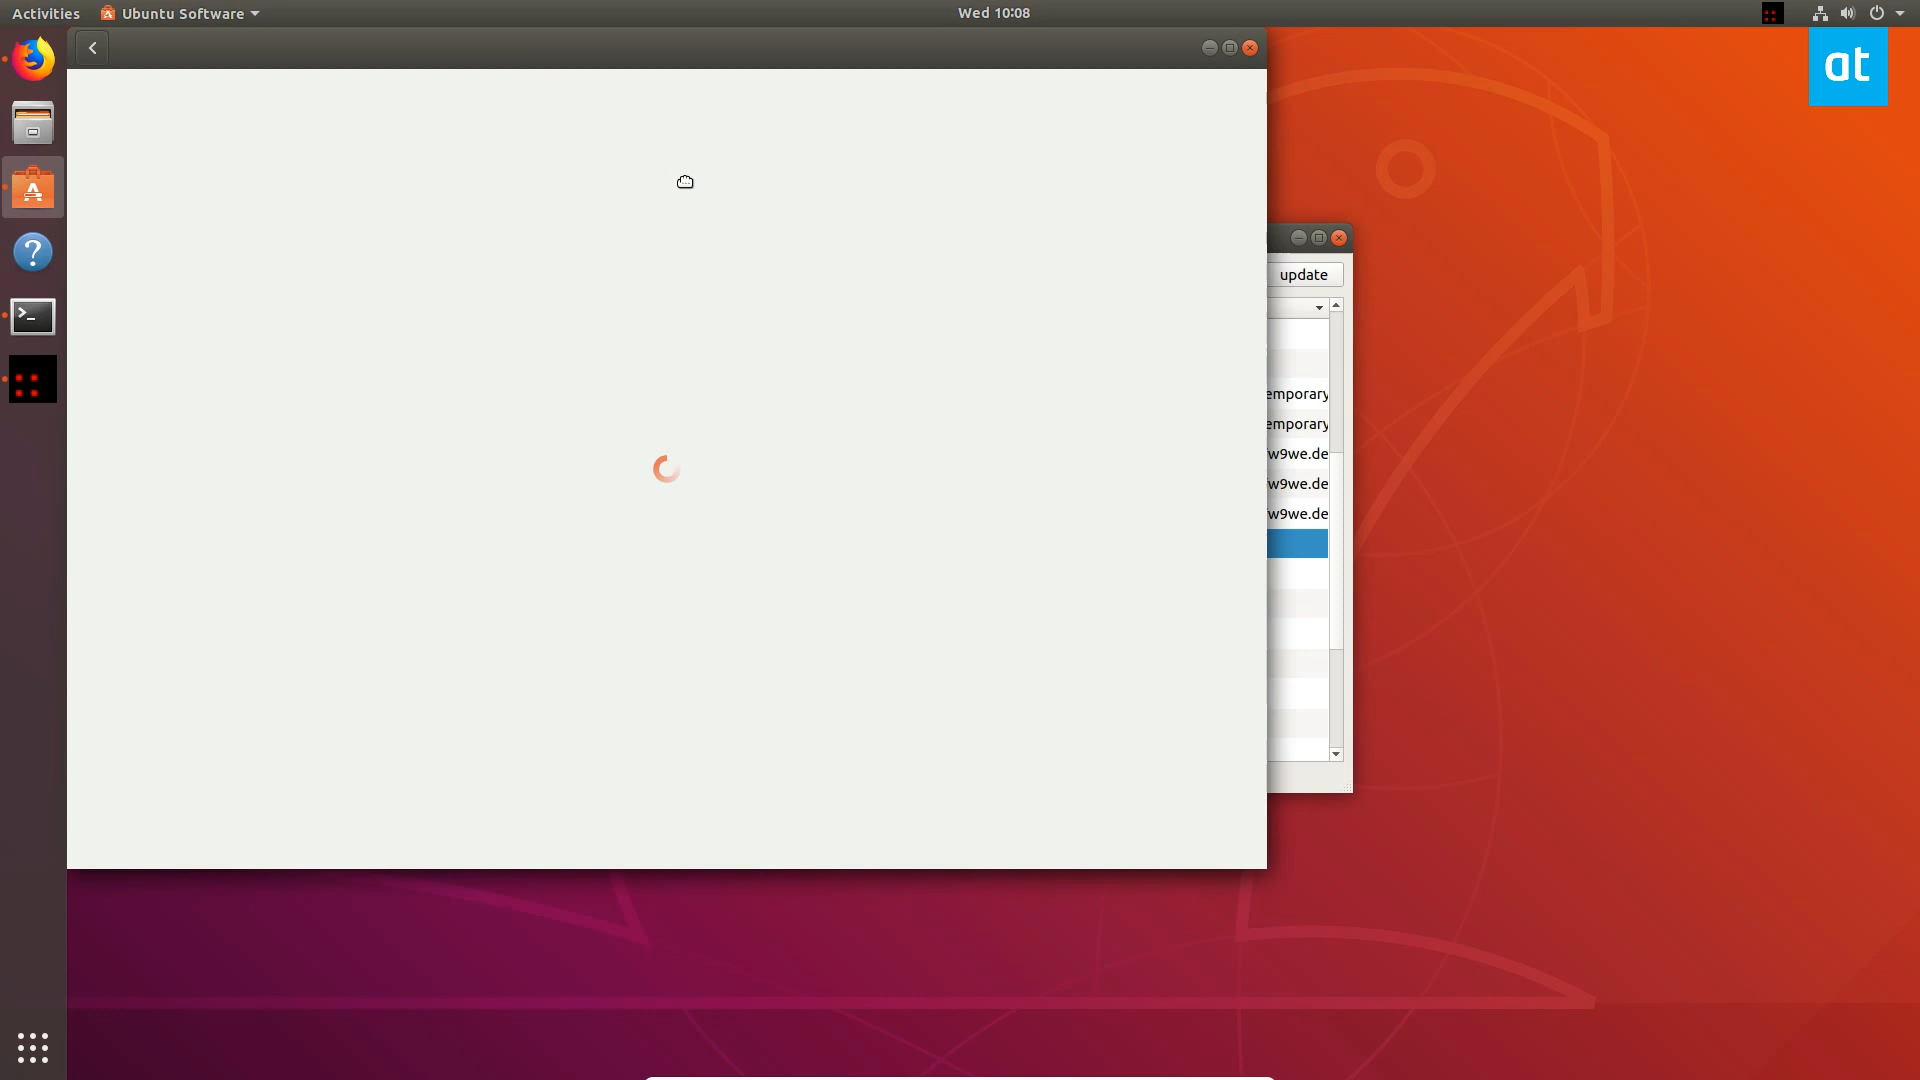 Activities
Ubuntu Software
Wed 10:08
at
update
emporary
emporary
w9we.de
w9we.de
w9we.de